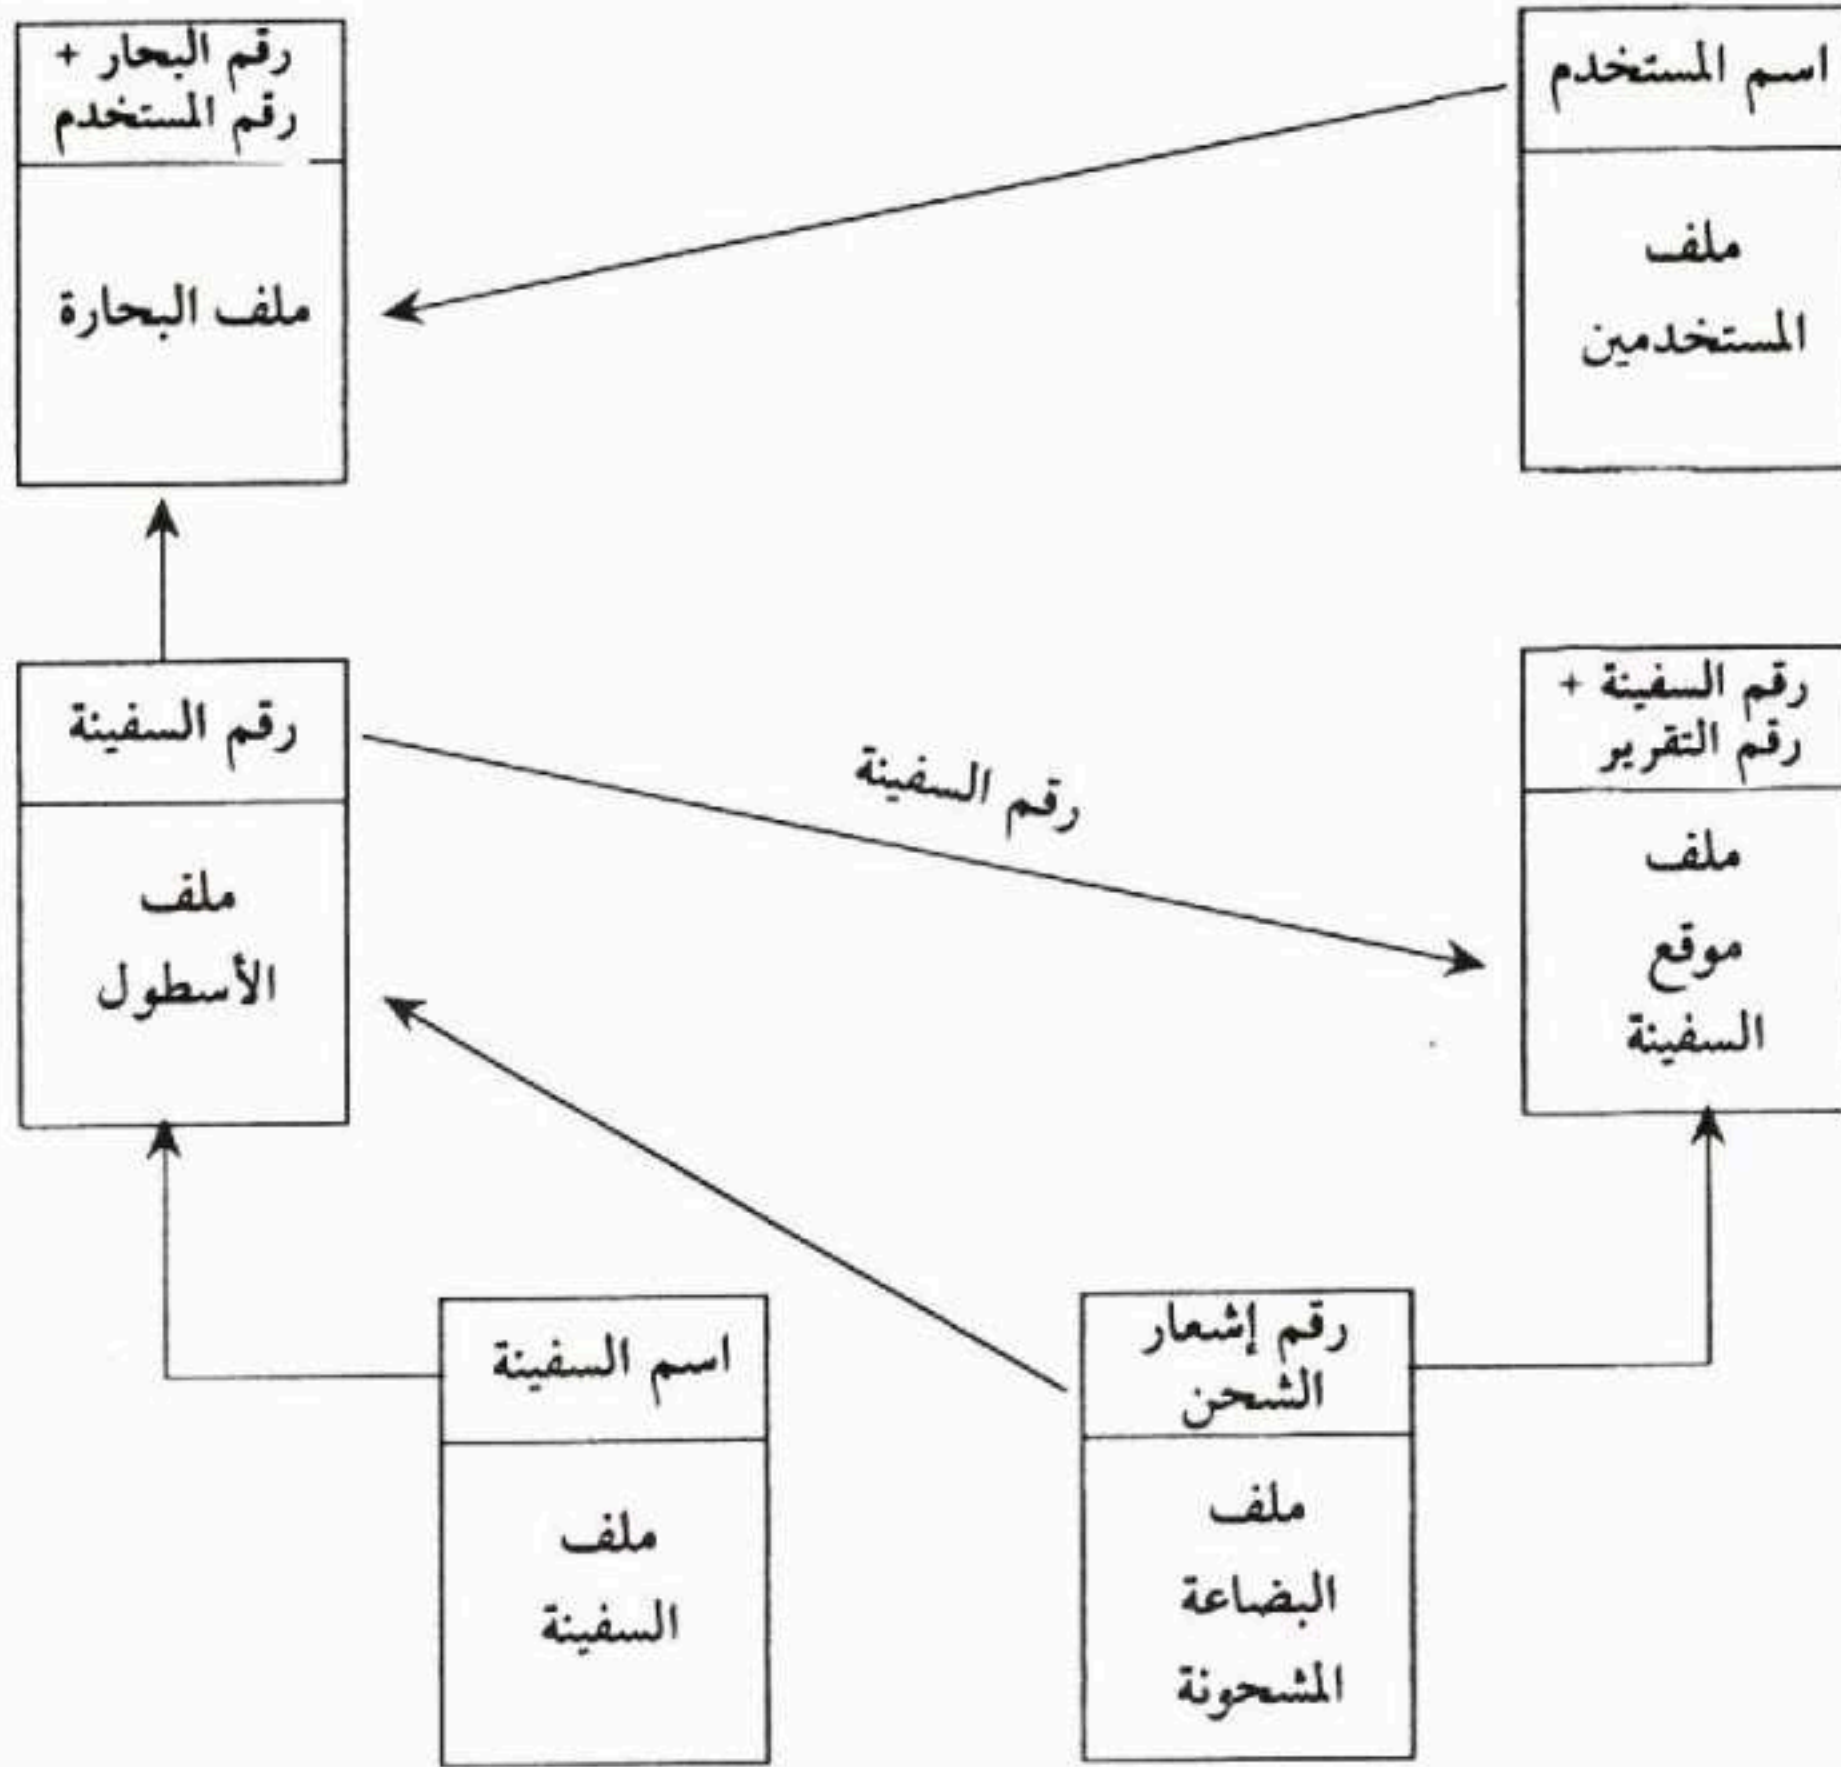 اسم المستخدم
ملف
المستخدمين
رقم البحار +
رقم المستخدم
ملف البحارة
رقم السفينة +
رقم التقرير
ملف
موقع
السفينة
رقم السفينة
رقم السفينة
ملف
الأسطول
رقم إشعار
الشحن
ملف
البضاعة
المشحونة
اسم السفينة
ملف
السفينة